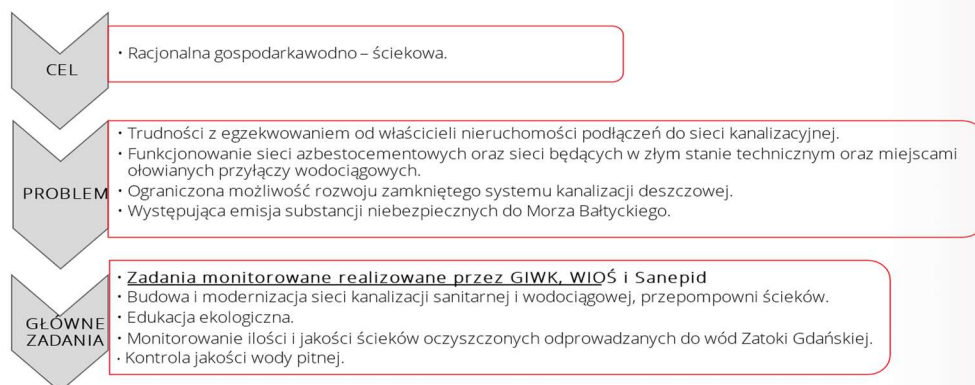 CEL
• Racjonalna gospodarkawodno – ściekowa.
PROBLEM
• Trudności z egzekwowaniem od właścicieli nieruchomości podłączeń do sieci kanalizacyjnej.
• Funkcjonowanie sieci azbestocementowych oraz sieci będących w złym stanie technicznym oraz miejscami
ołowianych przyłączy wodociągowych.
• Ograniczona możliwość rozwoju zamkniętego systemu kanalizacji deszczowej.
• Występująca emisja substancji niebezpiecznych do Morza Bałtyckiego.
GŁÓWNE
ZADANIA
• Zadania monitorowane realizowane przez GIWK, WIOŚ i Sanepid
• Budowa i modernizacja sieci kanalizacji sanitarnej i wodociągowej, przepompowni ścieków.
• Edukacja ekologiczna.
• Monitorowanie ilości i jakości ścieków oczyszczonych odprowadzanych do wód Zatoki Gdańskiej.
• Kontrola jakości wody pitnej.